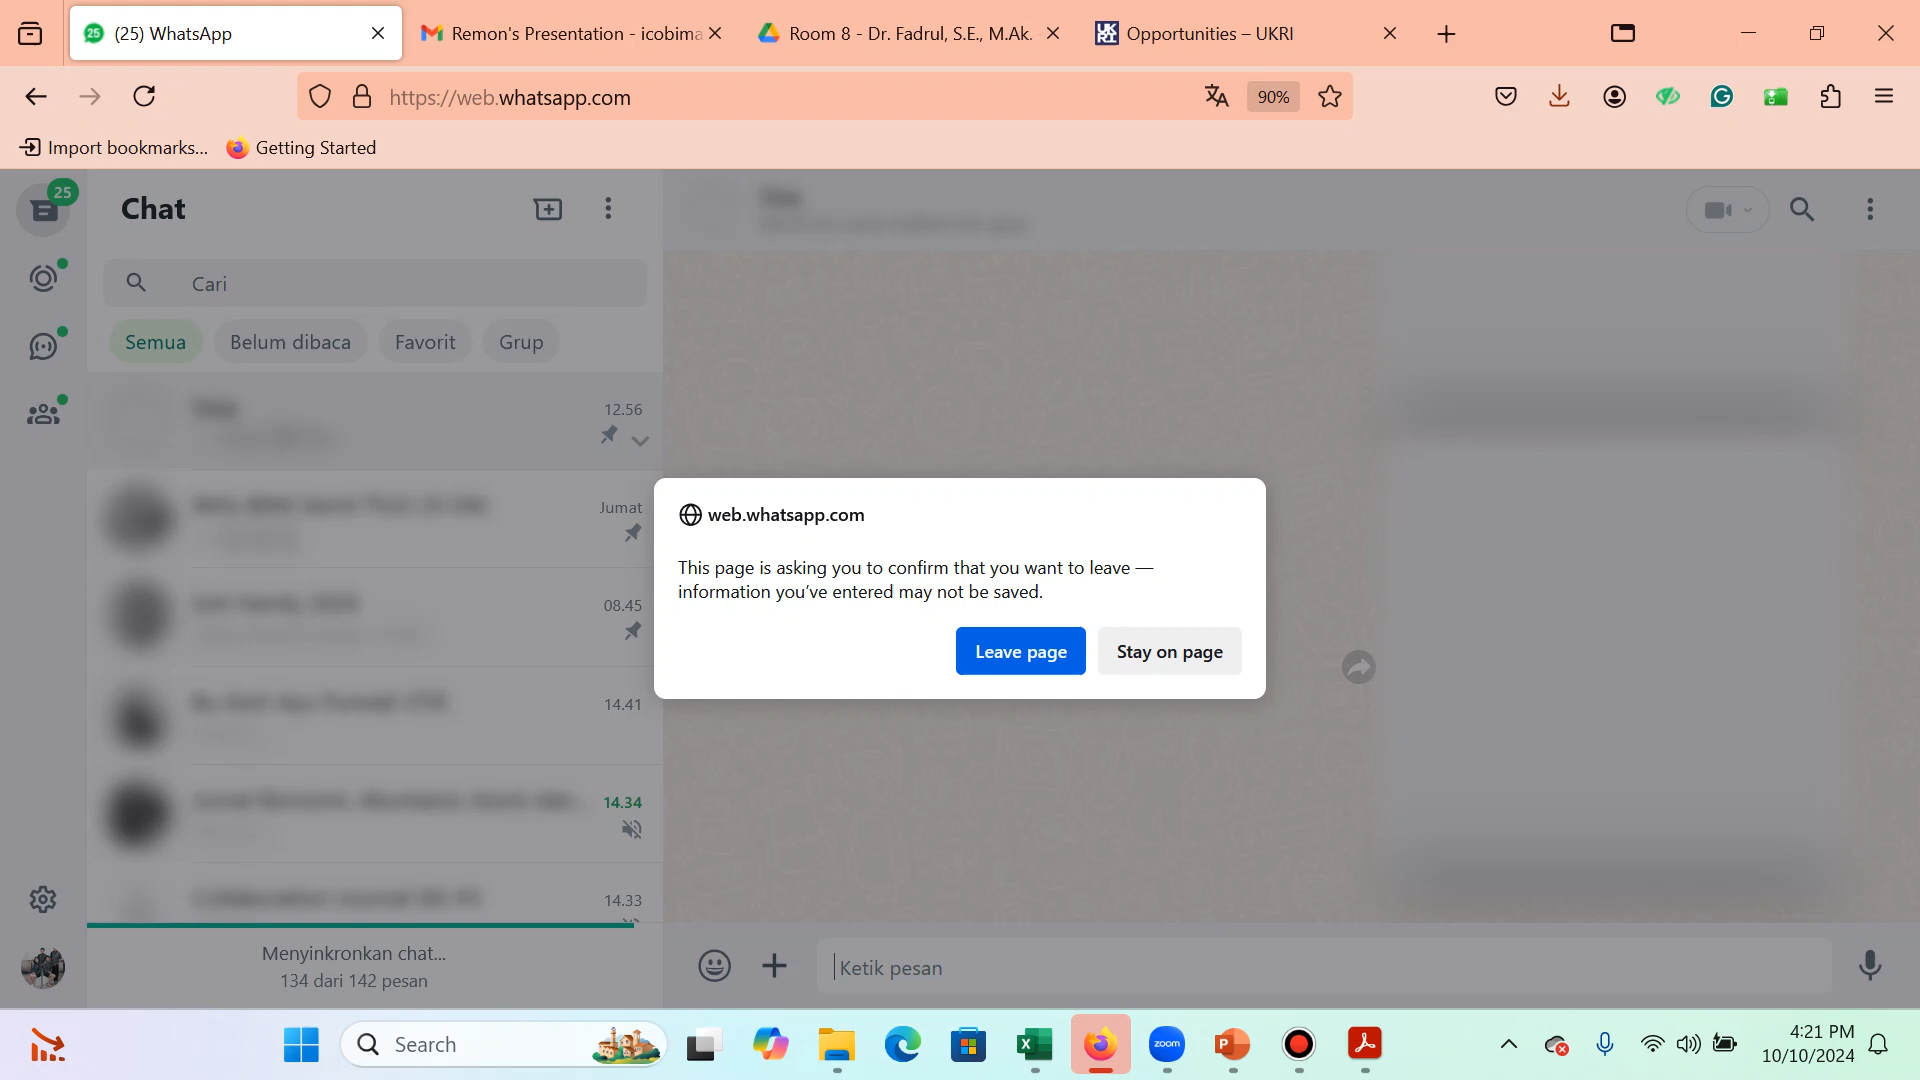 25
(25) WhatsApp
Remon's Presentation - icobima
Room 8 - Dr. Fadrul, S.E., M.Ak.
UK
RI
Opportunities – UKRI
https://web.whatsapp.com
90%
Import bookmarks...
Getting Started
25
Chat
Cari
Semua
Belum dibaca
Favorit
Grup
12.56
Jumat
08.45
14.41
14.34
14.33
Menyinkronkan chat...
134 dari 142 pesan
web.whatsapp.com
This page is asking you to confirm that you want to leave —
information you've entered may not be saved.
Leave page
Stay on page
Ketik pesan
Search
zoom
4:21 PM
10/10/2024